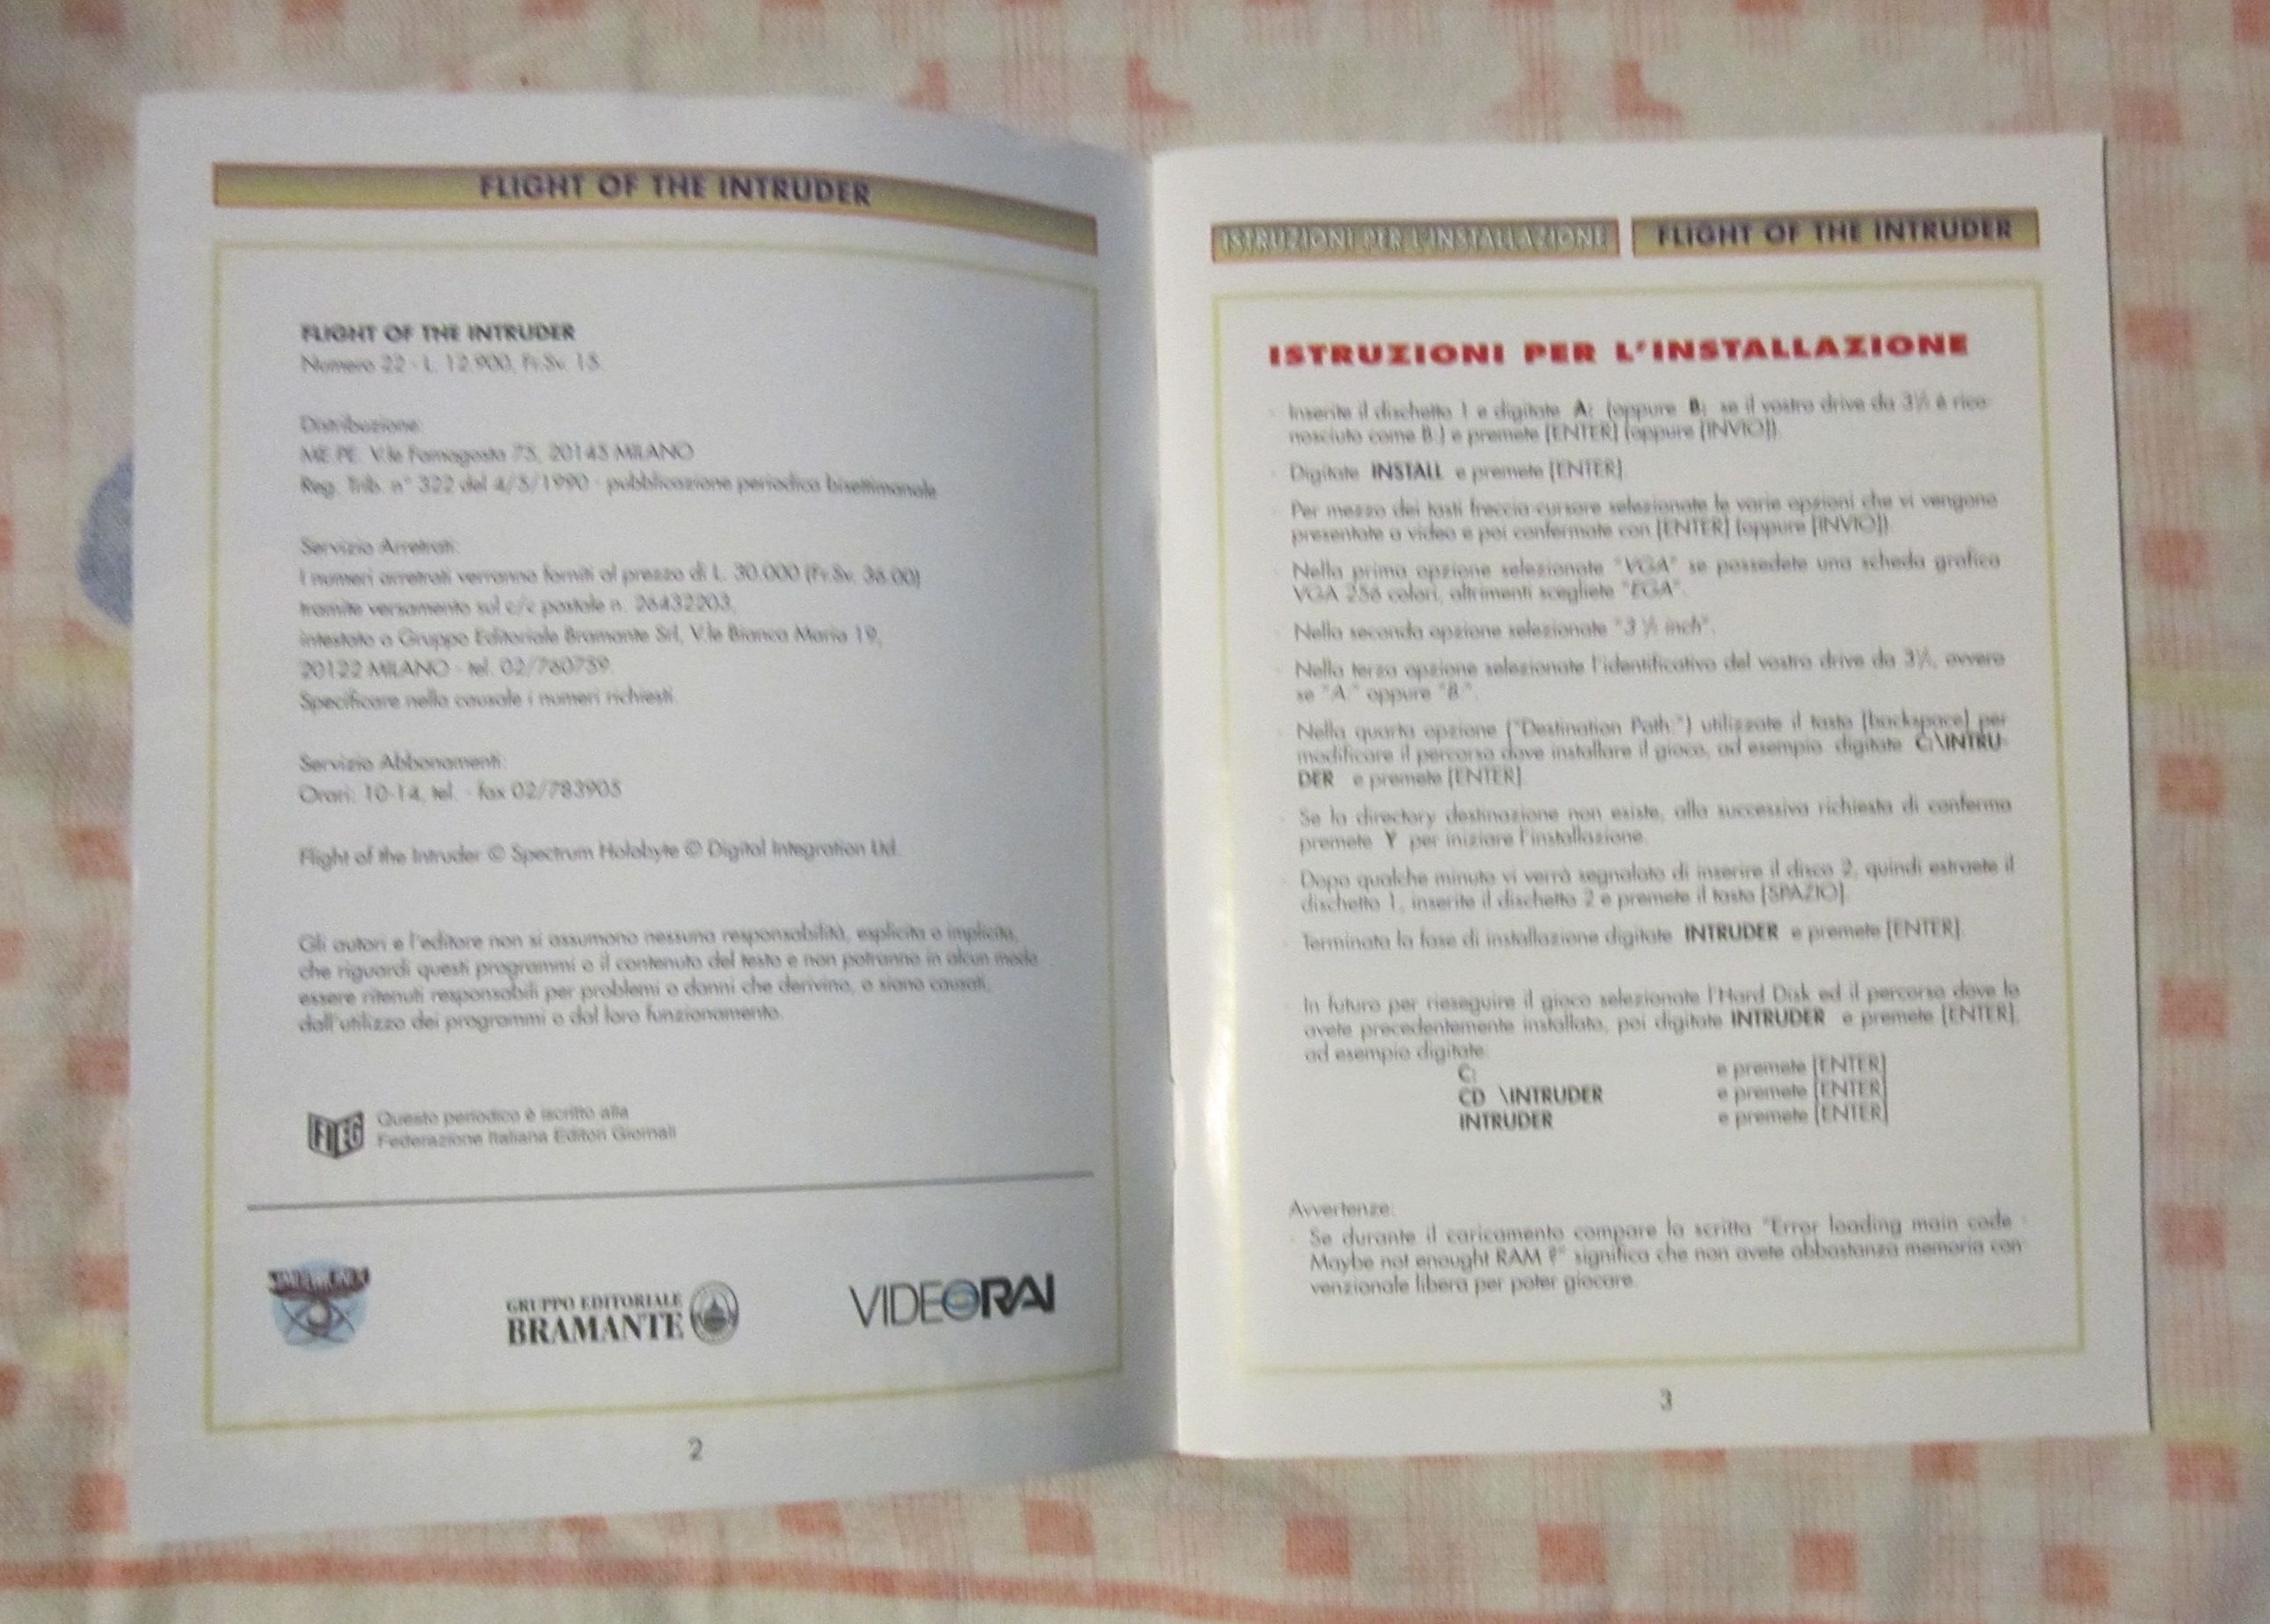 FLIGHT OF THE INTRUDER
FLIGHT OF THE INTRUDER
Numero 22 - L. 12.900, Fr.Sv. 15
Distribuzione:
ME.PE. V.le Famagosta 75, 20145 MILANO
Reg. Trib. n° 322 del 4/5/1990 - pubblicazione periodica bisettimanale
Servizio Arretrati:
I numeri arretrati verranno forniti al prezzo di L. 30.000 (Fr.Sv. 36.00)
tramite versamento sul c/c postale n. 26432203,
intestato a Gruppo Editoriale Bramante Srl, V.le Bianca Maria 19,
20122 MILANO - tel. 02/760759.
Specificare nella causale i numeri richiesti.
Servizio Abbonamenti:
Orari: 10-14, tel. - fax 02/783905
Flight of the Intruder © Spectrum Holobyte © Digital Integration Ltd.
Gli autori e l'editore non si assumono nessuna responsabilità, esplicita o implicita,
che riguardi questi programmi o il contenuto del testo e non potranno in alcun modo
essere ritenuti responsabili per problemi o danni che derivino, o siano causati,
dall'utilizzo dei programmi o dal loro funzionamento.
FIEG
Questo periodico è iscritto alla
Federazione Italiana Editori Giornali
GRUPPO EDITORIALE
BRAMANTE
VIDEORAI
2
ISTRUZIONI PER L'INSTALLAZIONE
FLIGHT OF THE INTRUDER
ISTRUZIONI PER L'INSTALLAZIONE
- Inserite il dischetto 1 e digitate A: (oppure B: se il vostro drive da 3½ è rico-
nosciuto come B:) e premete [ENTER] (oppure [INVIO]).
- Digitate INSTALL e premete [ENTER].
- Per mezzo dei tasti freccia-cursore selezionate le varie opzioni che vi vengono
presentate a video e poi confermate con [ENTER] (oppure [INVIO]).
- Nella prima opzione selezionate "VGA" se possedete una scheda grafica
VGA 256 colori, altrimenti scegliete "EGA".
- Nella seconda opzione selezionate "3 ½ inch".
- Nella terza opzione selezionate l'identificativo del vostro drive da 3½, ovvero
se "A:" oppure "B:".
- Nella quarta opzione ("Destination Path:") utilizzate il tasto [backspace] per
modificare il percorso dove installare il gioco, ad esempio digitate C:\INTRU-
DER e premete [ENTER].
- Se la directory destinazione non esiste, alla successiva richiesta di conferma
premete Y per iniziare l'installazione.
- Dopo qualche minuto vi verrà segnalato di inserire il disco 2, quindi estraete il
dischetto 1, inserite il dischetto 2 e premete il tasto [SPAZIO].
- Terminata la fase di installazione digitate INTRUDER e premete [ENTER].
- In futuro per rieseguire il gioco selezionate l'Hard Disk ed il percorso dove lo
avete precedentemente installato, poi digitate INTRUDER e premete [ENTER],
ad esempio digitate:
C: e premete [ENTER]
CD \INTRUDER e premete [ENTER]
INTRUDER e premete [ENTER]
Avvertenze:
- Se durante il caricamento compare la scritta "Error loading main code -
Maybe not enought RAM ?" significa che non avete abbastanza memoria con-
venzionale libera per poter giocare.
3